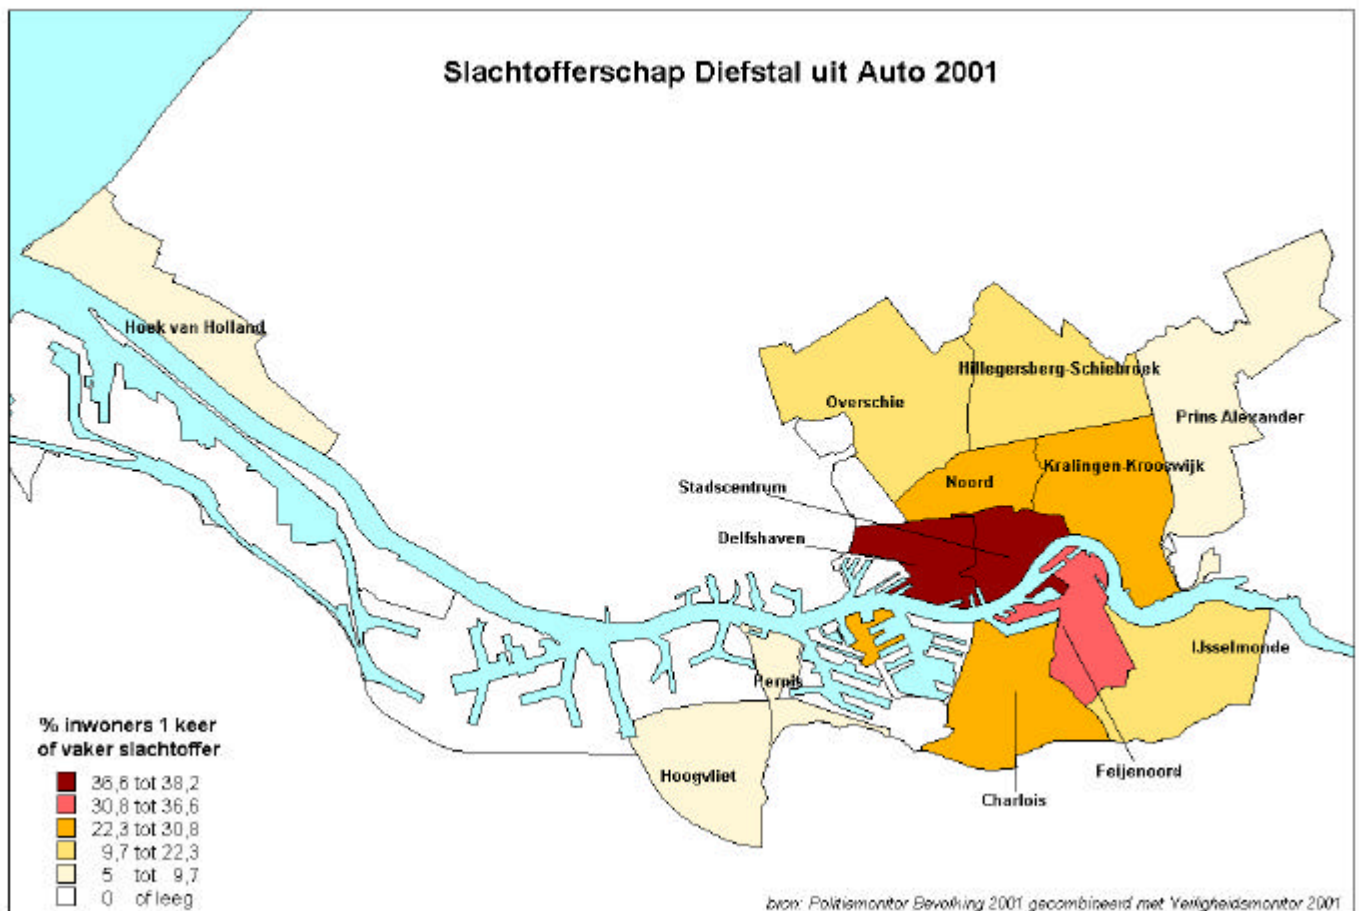 Slachtofferschap Diefstal uit Auto 2001
Hoek van Holland
Hillegersberg-Schiebroek
Overschie
Prins Alexander
Kralingen-Krooswijk
Noord
Stadscentrum
Delfshaven
IJsselmonde
Pernis
Hoogvliet
Feijenoord
Charlois
% inwoners 1 keer
of vaker slachtoffer
36,6 tot 38,2
30,8 tot 36,6
22,3 tot 30,8
9,7 tot 22,3
5 tot 9,7
0 of leeg
bron: Politiemonitor Bevolking 2001 gecombineerd met Veiligheidsmonitor 2001